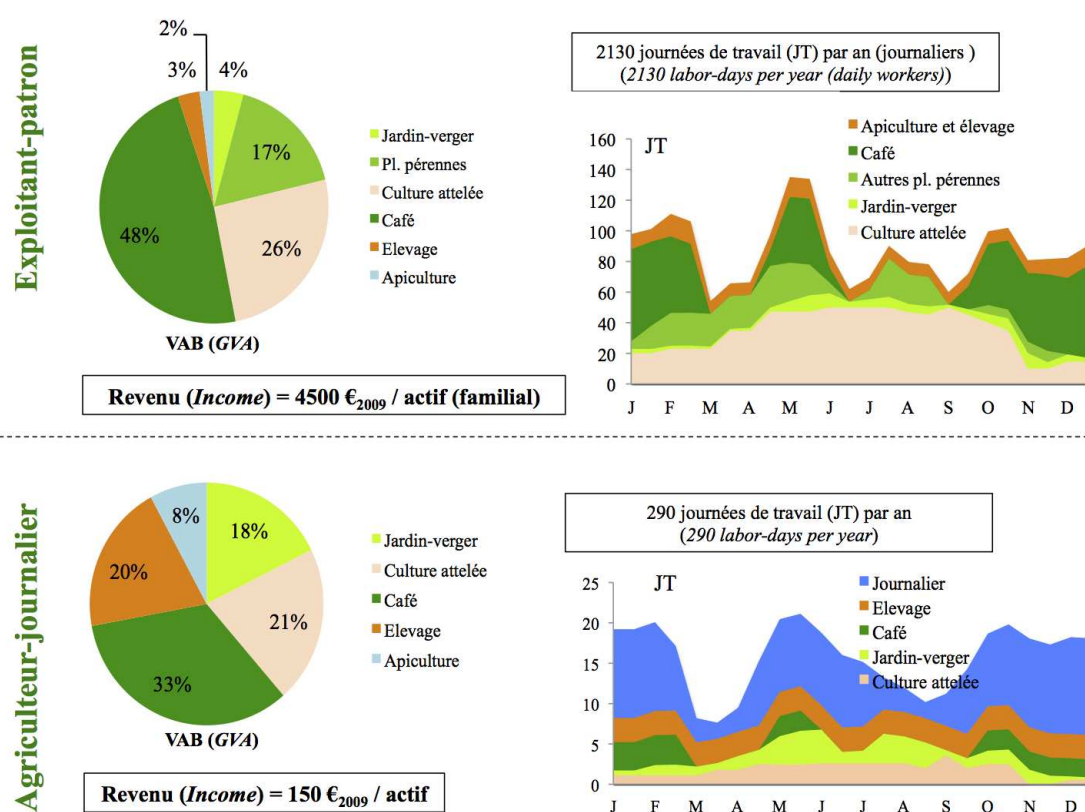 Exploitant-patron
2%
3%
4%
17%
26%
48%
Jardin-verger
Pl. pérennes
Culture attelée
Café
Elevage
Apiculture
VAB (GVA)
Revenu (Income) = 4500 €2009 / actif (familial)
2130 journées de travail (JT) par an (journaliers )
(2130 labor-days per year (daily workers))
JT
Apiculture et élevage
Café
Autres pl. pérennes
Jardin-verger
Culture attelée
160
140
120
100
80
60
40
20
0
J F M A M J J A S O N D
Agriculteur-journalier
8%
18%
20%
21%
33%
Jardin-verger
Culture attelée
Café
Elevage
Apiculture
VAB (GVA)
Revenu (Income) = 150 €2009 / actif
290 journées de travail (JT) par an
(290 labor-days per year)
JT
Journalier
Elevage
Café
Jardin-verger
Culture attelée
25
20
15
10
5
0
J F M A M J J A S O N D